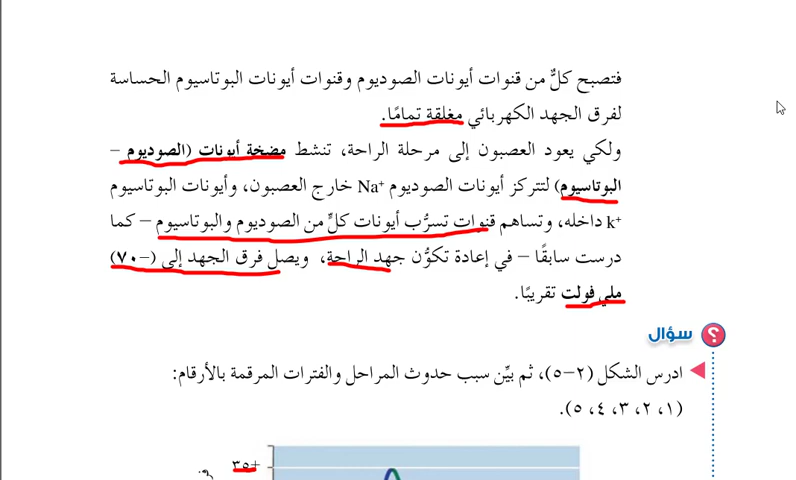 فتصبح كلٌّ من قنوات أيونات الصوديوم وقنوات أيونات البوتاسيوم الحساسة
لفرق الجهد الكهربائي مغلقة تمامًا.
ولكي يعود العصبون إلى مرحلة الراحة، تنشط مضخة أيونات (الصوديوم –
البوتاسيوم) لتتركز أيونات الصوديوم Na⁺ خارج العصبون، وأيونات البوتاسيوم
k⁺ داخله، وتساهم قنوات تسرُّب أيونات كلٍّ من الصوديوم والبوتاسيوم – كما
درست سابقًا – في إعادة تكوُّن جهد الراحة، ويصل فرق الجهد إلى (−٧٠)
ملي فولت تقريبًا.
؟ سؤال
ادرس الشكل (٢-٥)، ثم بيِّن سبب حدوث المراحل والفترات المرقمة بالأرقام:
(١، ٢، ٣، ٤، ٥).
+٣٥